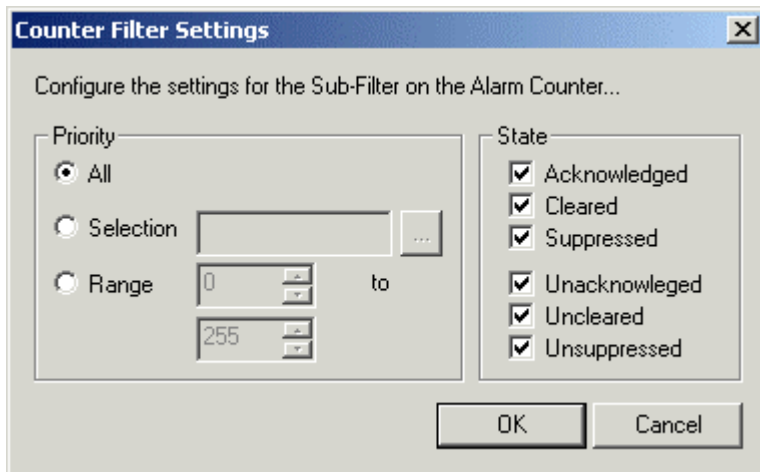 Counter Filter Settings
Configure the settings for the Sub-Filter on the Alarm Counter...
Priority
All
Selection
...
Range
0
to
255
State
Acknowledged
Cleared
Suppressed
Unacknowleged
Uncleared
Unsuppressed
OK
Cancel